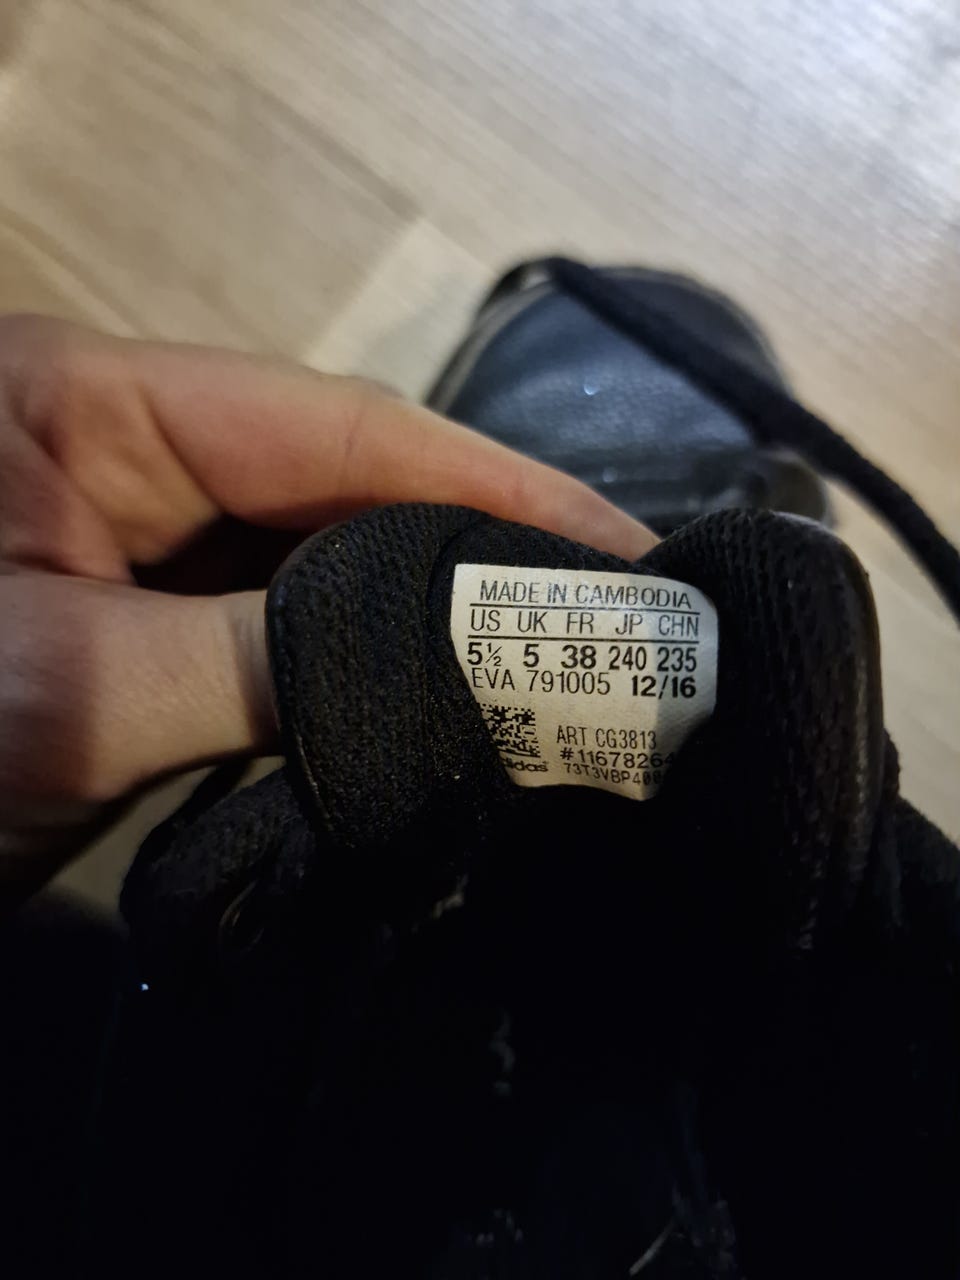 MADE IN CAMBODIA
US UK FR JP CHN
5½ 5 38 240 235
EVA 791005 12/16
ART CG3813
#1167826
adidas